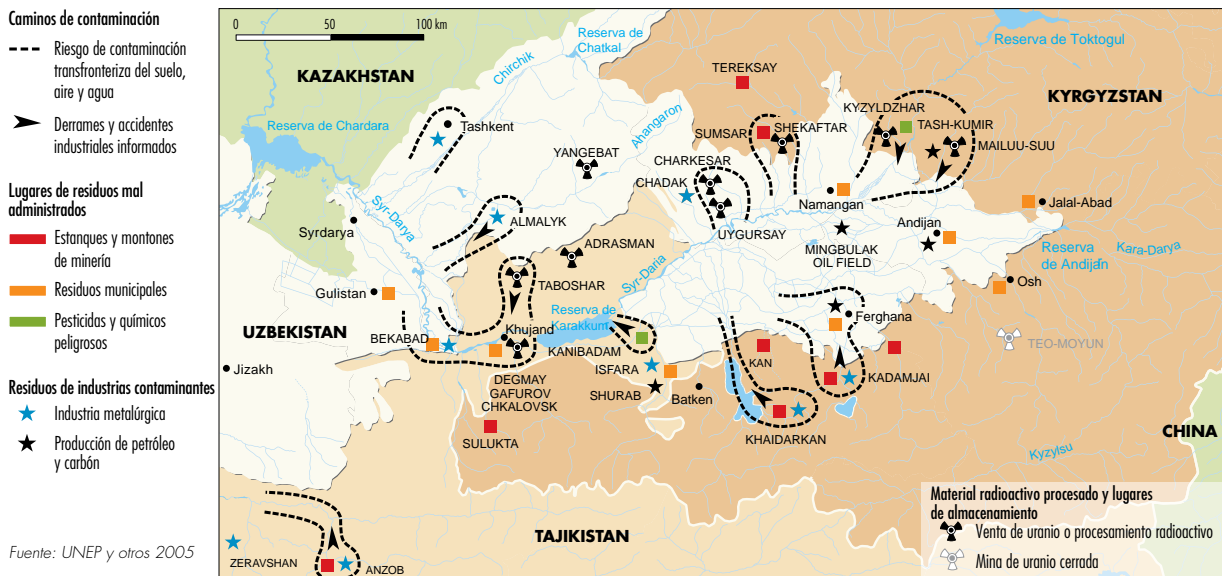 Caminos de contaminación
Riesgo de contaminación
transfronteriza del suelo,
aire y agua
Derrames y accidentes
industriales informados
Lugares de residuos mal
administrados
Estanques y montones
de minería
Residuos municipales
Pesticidas y químicos
peligrosos
Residuos de industrias contaminantes
Industria metalúrgica
Producción de petróleo
y carbón
Fuente: UNEP y otros 2005
0 50 100 km
KAZAKHSTAN
Chirchik
Reserva de
Chatkal
Reserva de Toktogul
TEREKSAY
KYRGYZSTAN
Reserva de Chardara
Tashkent
Ahangaron
SUMSAR
SHEKAFTAR
KYZYLDZHAR
TASH-KUMIR
MAILUU-SUU
YANGEBAT
CHARKESAR
CHADAK
Namangan
Jalal-Abad
Syr-Darya
Syrdarya
ALMALYK
UYGURSAY
MINGBULAK
OIL FIELD
Andijan
Reserva
de Andiján
Kara-Darya
ADRASMAN
TABOSHAR
Syr-Daria
Osh
Gulistan
Reserva de
Karakkum
Ferghana
UZBEKISTAN
BEKABAD
Khujand
KANIBADAM
TEO-MOYUN
Jizakh
DEGMAY
GAFUROV
CHKALOVSK
ISFARA
SHURAB
Batken
KAN
KADAMJAI
SULUKTA
KHAIDARKAN
CHINA
Kyzylsu
TAJIKISTAN
ZERAVSHAN
ANZOB
Material radioactivo procesado y lugares
de almacenamiento
Venta de uranio o procesamiento radioactivo
Mina de uranio cerrada